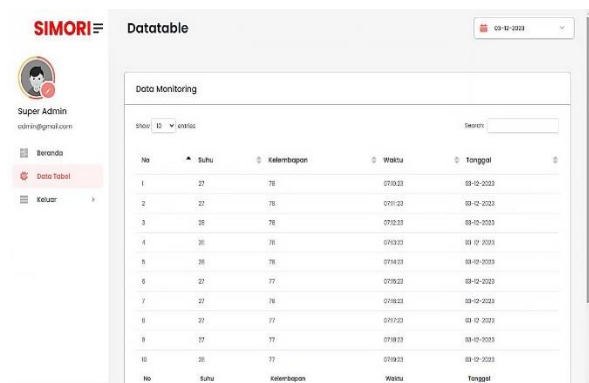 SIMORI
Datatable
03-12-2023
Super Admin
admin@gmail.com
Beranda
Data Tabel
Keluar
Data Monitoring
Show 10 entries
Search:
No Suhu Kelembapan Waktu Tanggal
1 27 78 07:10:23 03-12-2023
2 27 78 07:11:23 03-12-2023
3 28 78 07:12:23 03-12-2023
4 28 78 07:13:23 03-12-2023
5 28 78 07:14:23 03-12-2023
6 27 77 07:15:23 03-12-2023
7 27 78 07:16:23 03-12-2023
8 27 77 07:17:23 03-12-2023
9 27 77 07:18:23 03-12-2023
10 28 77 07:19:23 03-12-2023
No Suhu Kelembapan Waktu Tanggal